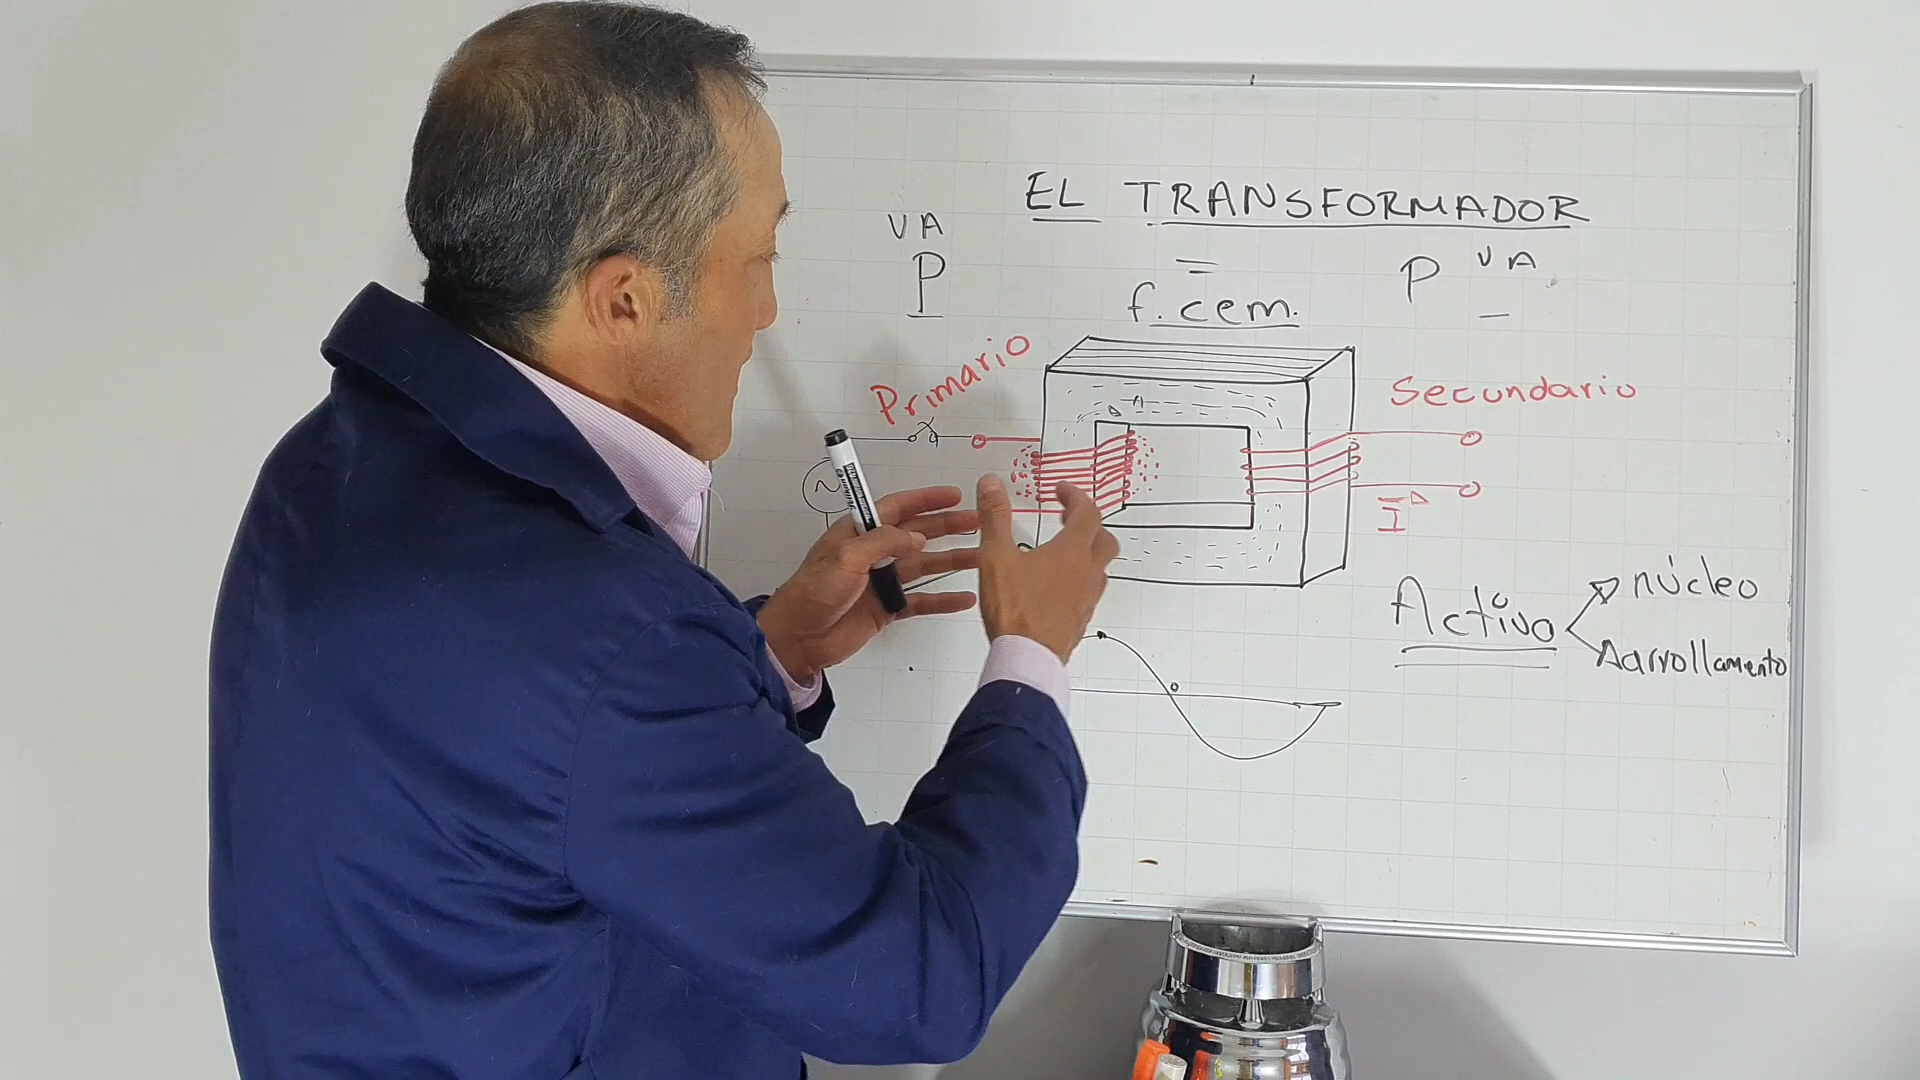 EL TRANSFORMADOR
VA
P
P VA
f.cem.
Primario
Secundario
I
Activo
núcleo
Aarrollamento